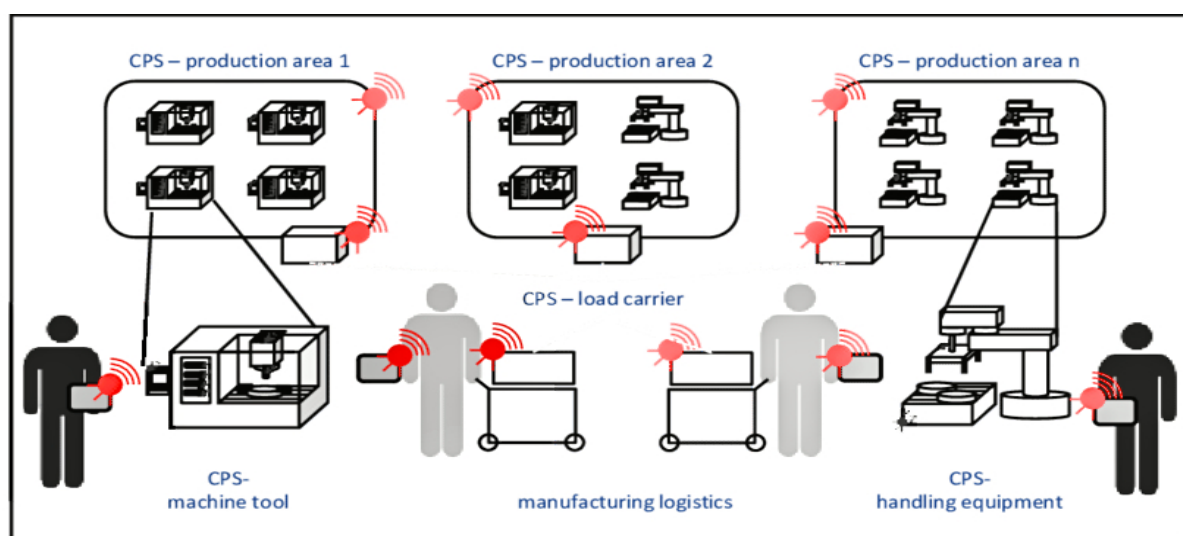 CPS – production area 1
CPS – production area 2
CPS – production area n
CPS – load carrier
CPS-
machine tool
manufacturing logistics
CPS-
handling equipment